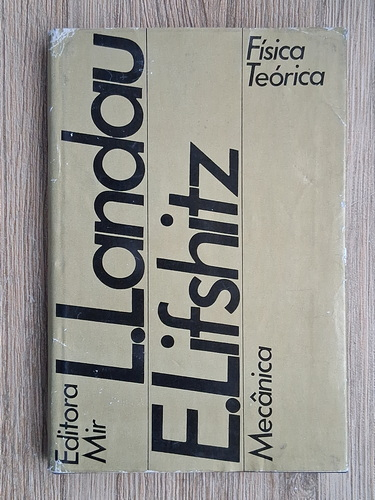 Física
Teórica
L.Landau
E.Lifshitz
Mecânica
Editora
Mir